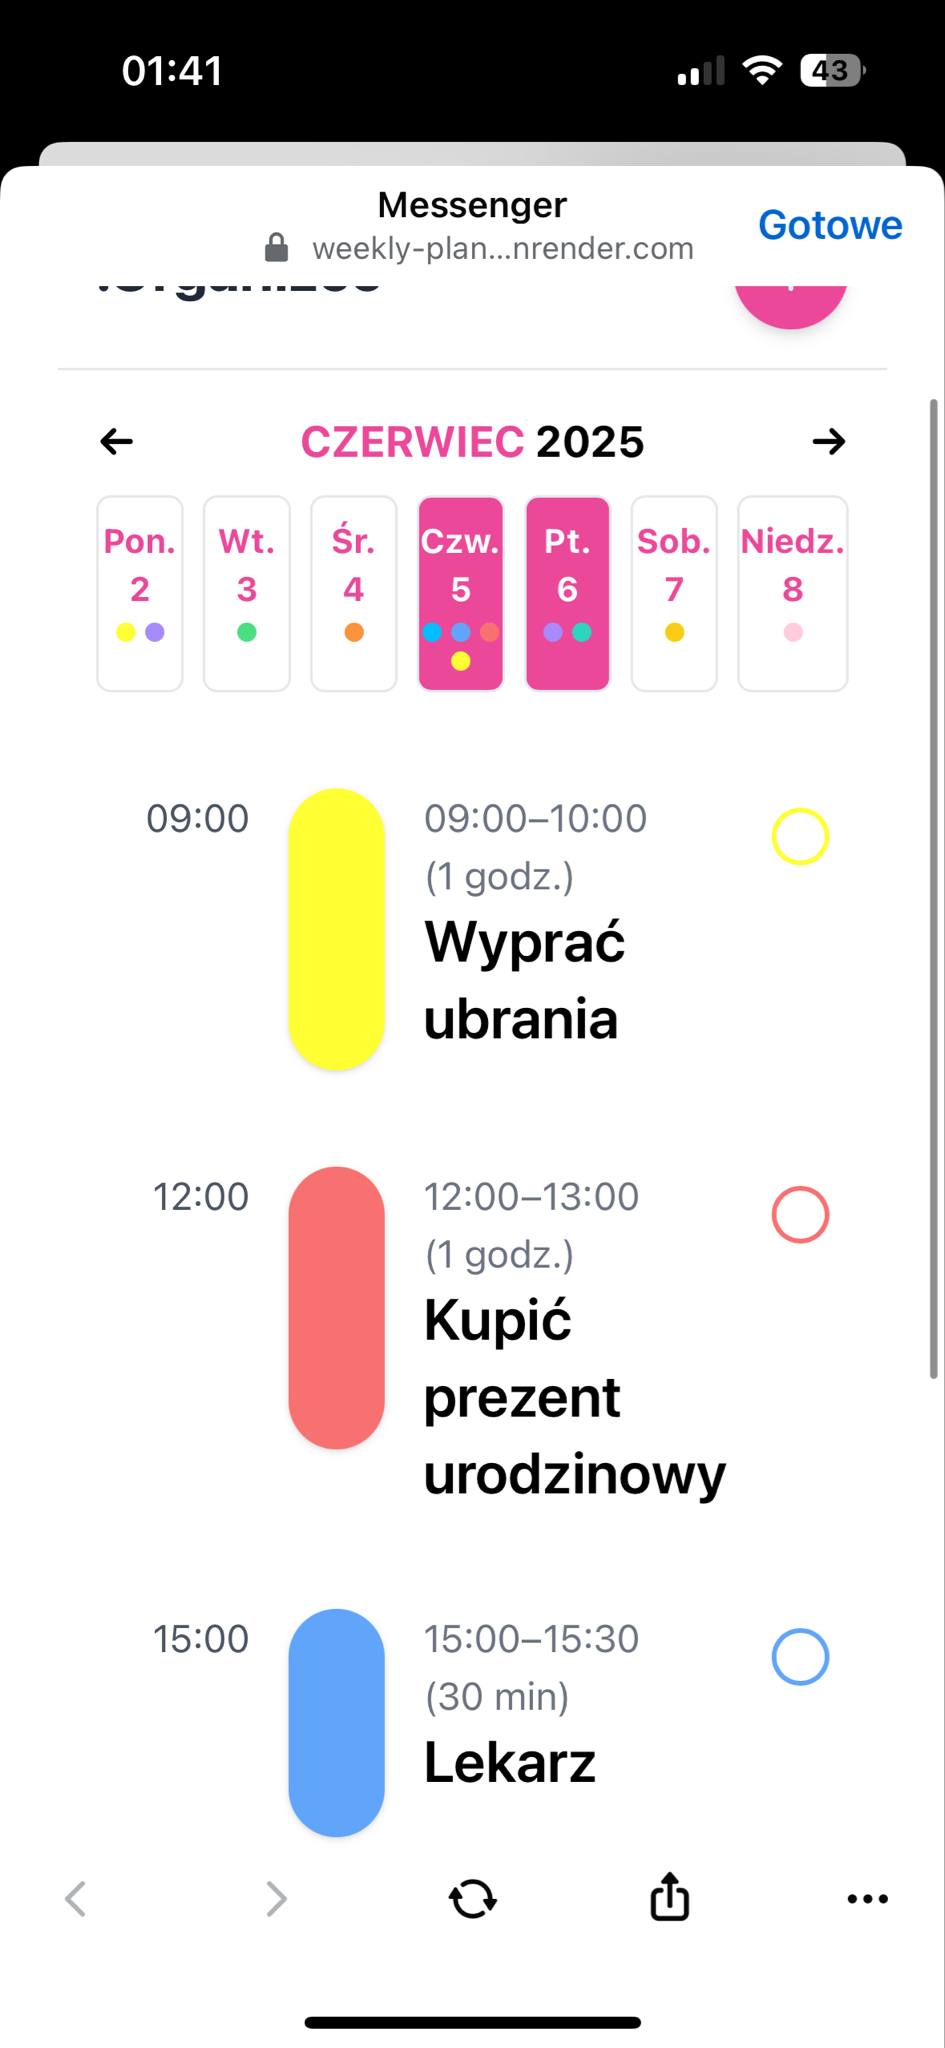 01:41
43
Messenger
weekly-plan...nrender.com
Gotowe
CZERWIEC 2025
Pon. Wt. Śr. Czw. Pt. Sob. Niedz.
2 3 4 5 6 7 8
09:00
09:00–10:00
(1 godz.)
Wyprać
ubrania
12:00
12:00–13:00
(1 godz.)
Kupić
prezent
urodzinowy
15:00
15:00–15:30
(30 min)
Lekarz